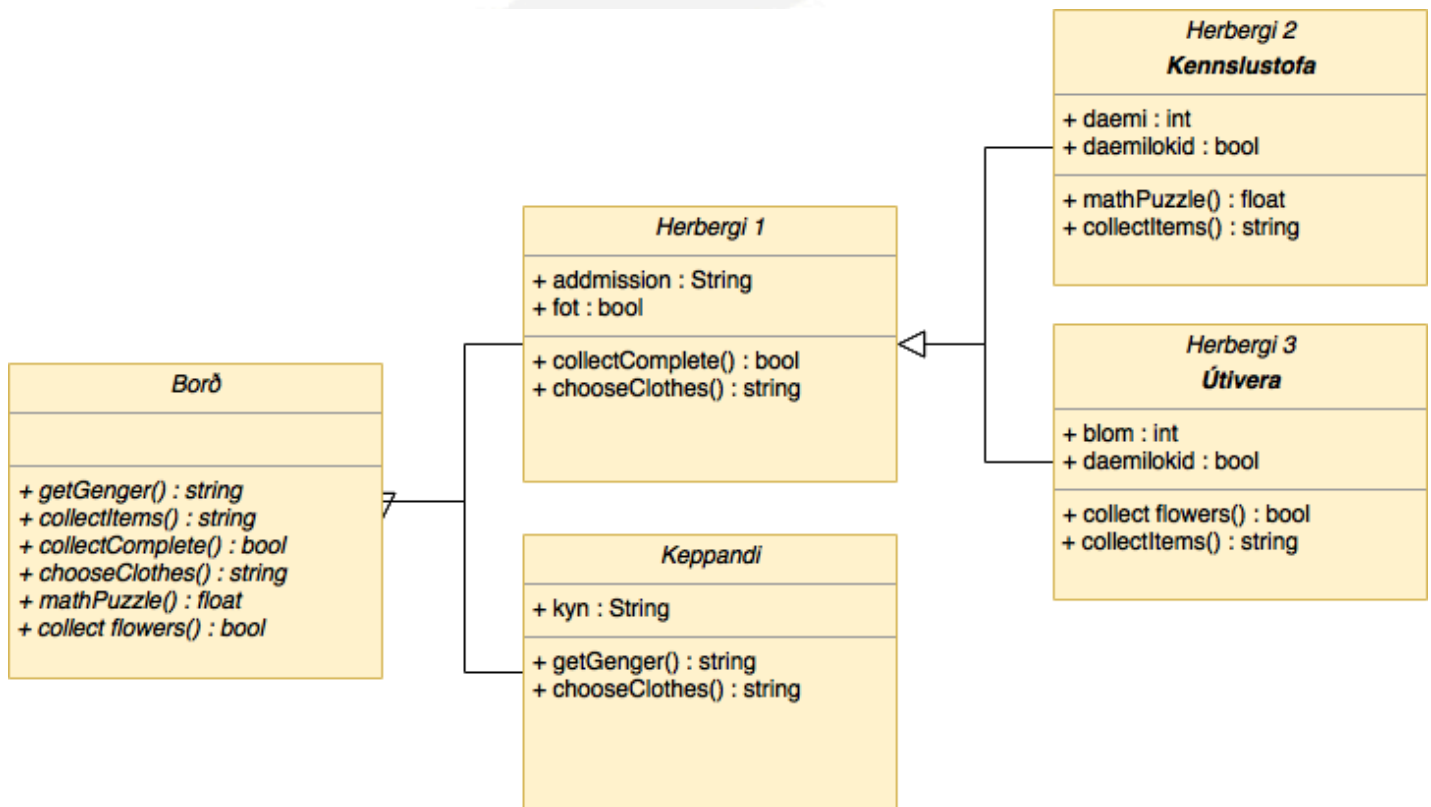 Borð
+ getGenger() : string
+ collectItems() : string
+ collectComplete() : bool
+ chooseClothes() : string
+ mathPuzzle() : float
+ collect flowers() : bool
Herbergi 1
+ addmission : String
+ fot : bool
+ collectComplete() : bool
+ chooseClothes() : string
Keppandi
+ kyn : String
+ getGenger() : string
+ chooseClothes() : string
Herbergi 2
Kennslustofa
+ daemi : int
+ daemilokid : bool
+ mathPuzzle() : float
+ collectItems() : string
Herbergi 3
Útivera
+ blom : int
+ daemilokid : bool
+ collect flowers() : bool
+ collectItems() : string